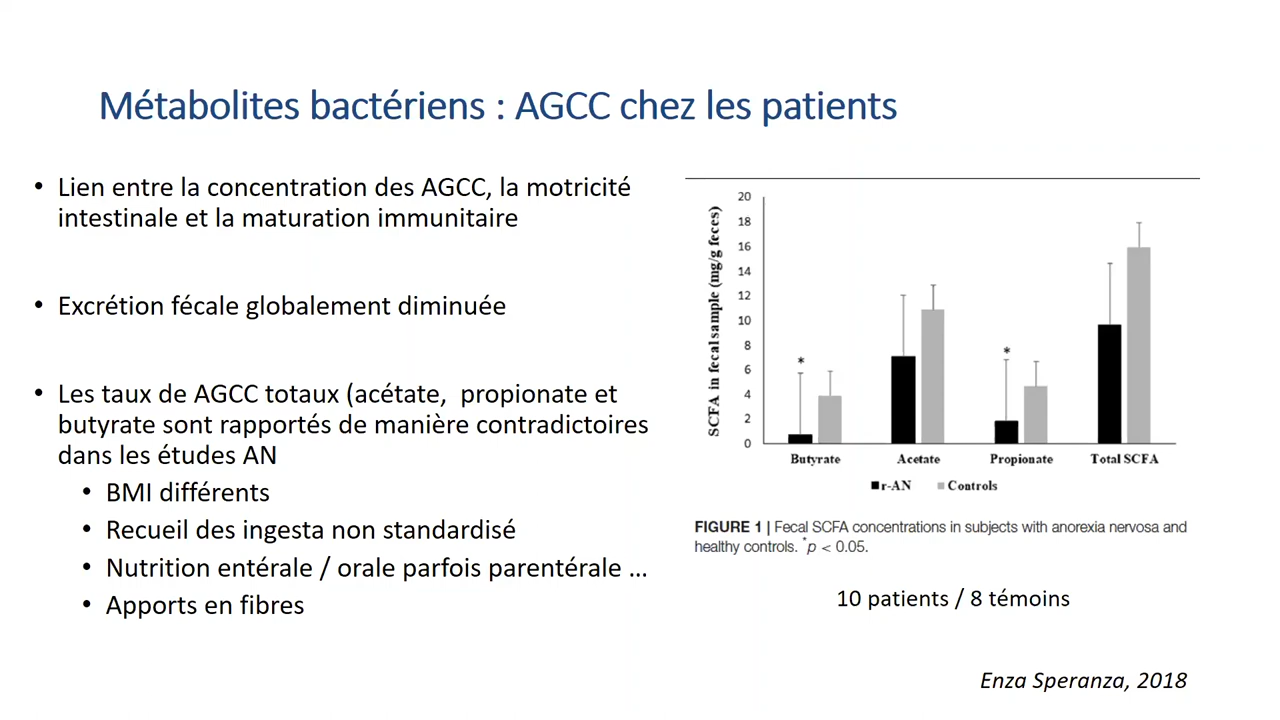 Métabolites bactériens : AGCC chez les patients
• Lien entre la concentration des AGCC, la motricité
intestinale et la maturation immunitaire
• Excrétion fécale globalement diminuée
• Les taux de AGCC totaux (acétate,  propionate et
butyrate sont rapportés de manière contradictoires
dans les études AN
• BMI différents
• Recueil des ingesta non standardisé
• Nutrition entérale / orale parfois parentérale ...
• Apports en fibres
SCFA in fecal sample (mg/g feces)
20
18
16
14
12
10
8
6
4
2
0
*
*
Butyrate Acetate Propionate Total SCFA
r-AN Controls
FIGURE 1 | Fecal SCFA concentrations in subjects with anorexia nervosa and
healthy controls. *p < 0.05.
10 patients / 8 témoins
Enza Speranza, 2018